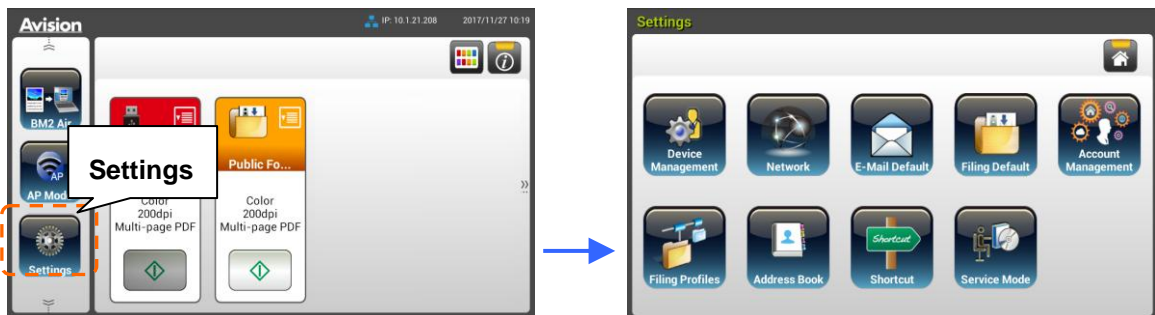 Avision
IP: 10.1.21.208
2017/11/27 10:19
BM2 Air
AP
AP Mode
Settings
Settings
Color
200dpi
Multi-page PDF
Public Fo...
Color
200dpi
Multi-page PDF
Settings
Device
Management
Network
E-Mail Default
Filing Default
Account
Management
Filing Profiles
Address Book
Shortcut
Shortcut
Service Mode